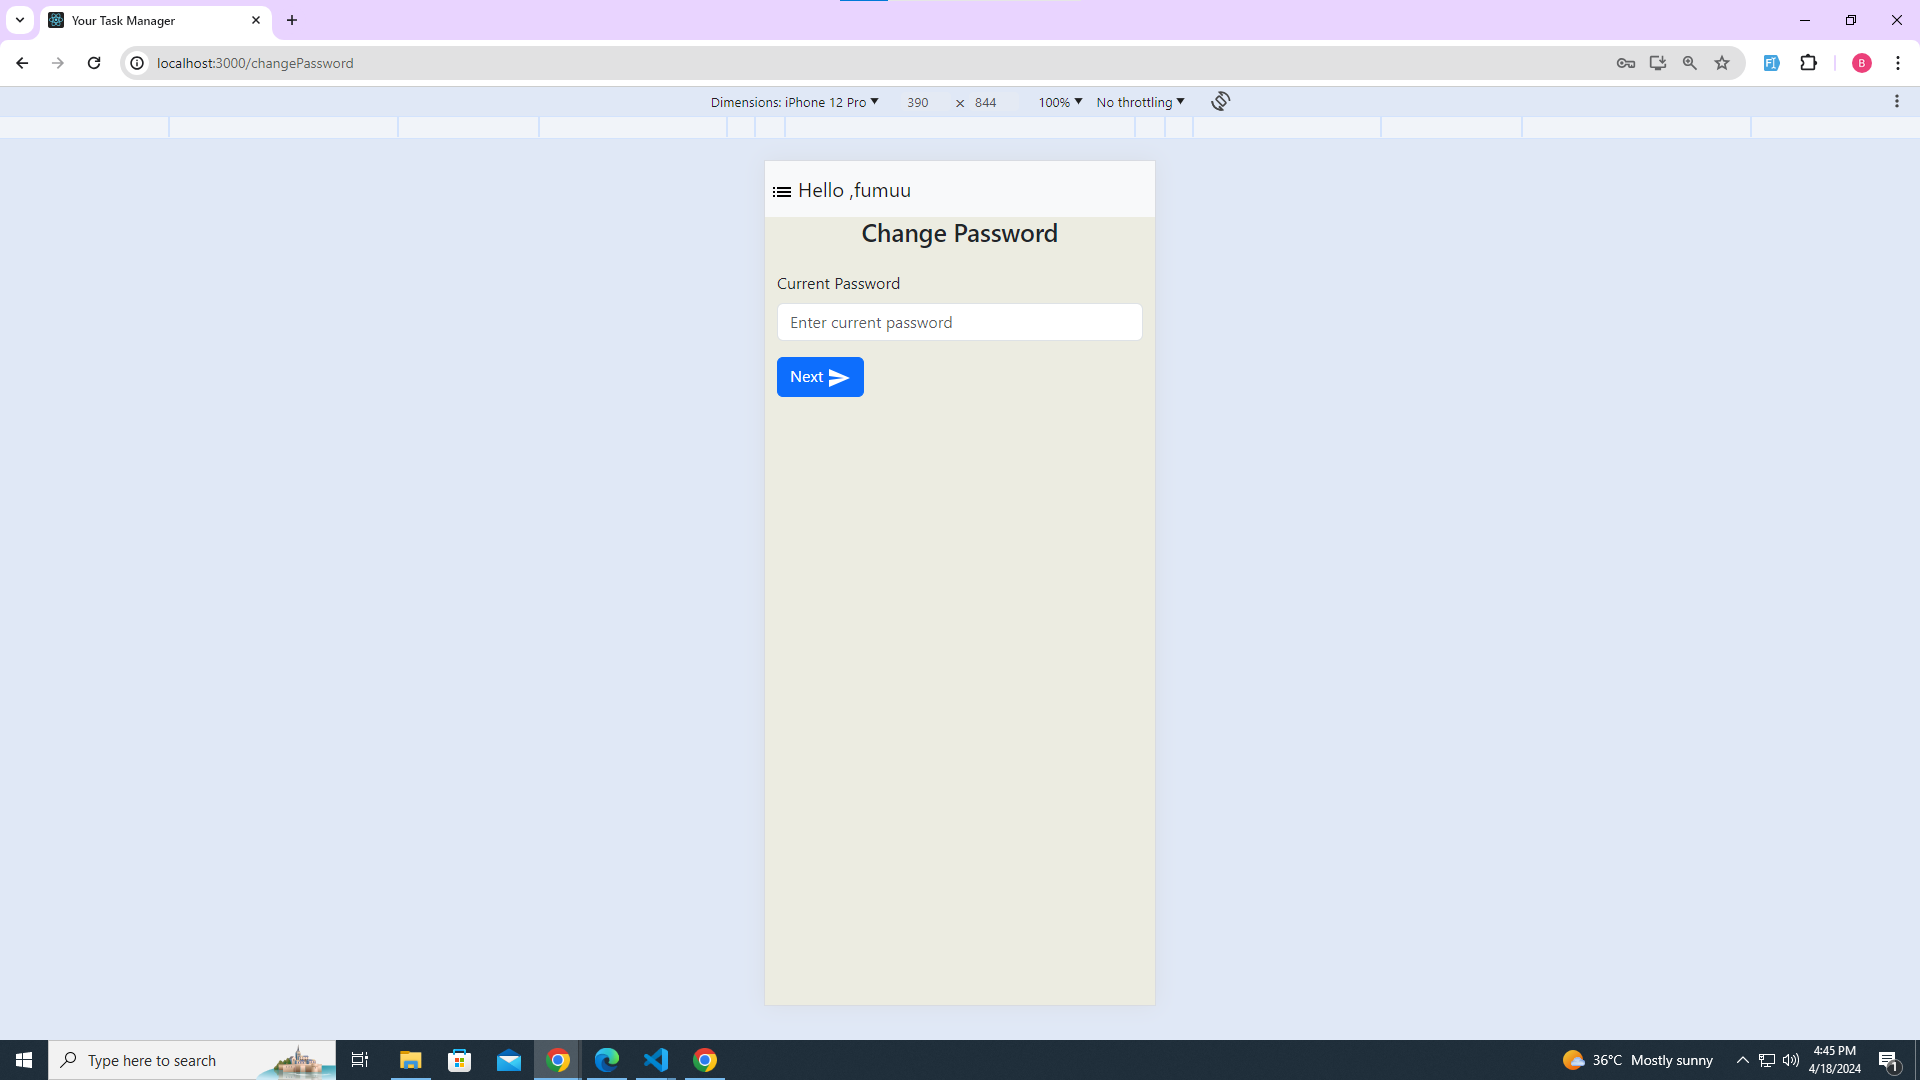 Your Task Manager
localhost:3000/changePassword
B
Dimensions: iPhone 12 Pro 390 × 844 100% No throttling
Hello ,fumuu
Change Password
Current Password
Enter current password
Next
Type here to search
36°C Mostly sunny
4:45 PM
4/18/2024
1